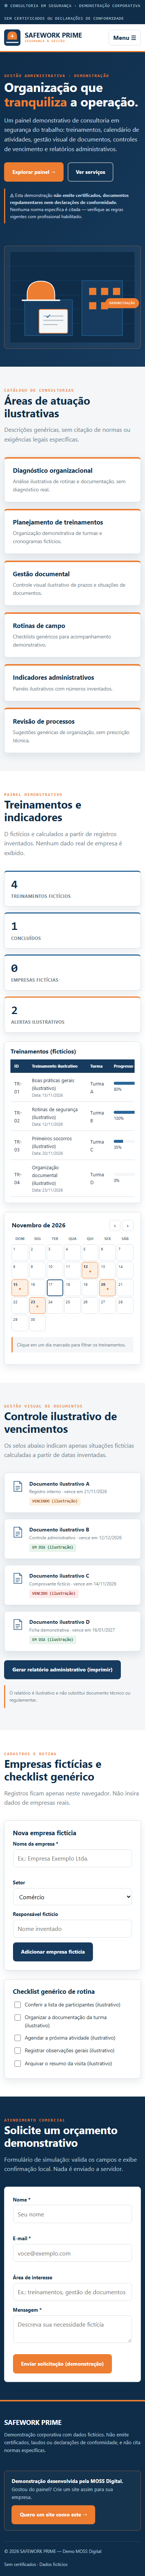 CONSULTORIA EM SEGURANÇA · DEMONSTRAÇÃO CORPORATIVA
SEM CERTIFICADOS OU DECLARAÇÕES DE CONFORMIDADE
SAFEWORK PRIME
SEGURANÇA & GESTÃO
Menu ☰
GESTÃO ADMINISTRATIVA · DEMONSTRAÇÃO
Organização que
tranquiliza a operação.
Um painel demonstrativo de consultoria em
segurança do trabalho: treinamentos, calendário de
vencimentos, gestão visual de documentos, rotinas
de empresa e relatórios administrativos.
Explorar painel →
Ver serviços
⚠ Esta demonstração não emite certificados, documentos
regulamentares nem declarações de conformidade.
Nenhuma norma específica é citada — verifique as regras
vigentes com profissional habilitado.
DEMONSTRAÇÃO
CATÁLOGO DE CONSULTORIAS
Áreas de atuação
ilustrativas
Descrições genéricas, sem citação de normas ou
exigências legais específicas.
Diagnóstico organizacional
Análise ilustrativa de rotinas e documentação, sem
diagnóstico real.
Planejamento de treinamentos
Organização demonstrativa de turmas e
cronogramas fictícios.
Gestão documental
Controle visual ilustrativo de prazos e situações de
documentos.
Rotinas de campo
Checklists genéricos para acompanhamento
demonstrativo.
Indicadores administrativos
Painéis ilustrativos com números inventados.
Revisão de processos
Sugestões genéricas de organização, sem prescrição
técnica.
PAINEL DEMONSTRATIVO
Treinamentos e
indicadores
O fictícios é calculado a partir de registros
inventados. Nenhum dado real de empresa é
exibido.
4
TREINAMENTOS FICTÍCIOS
1
CONCLUÍDOS
0
EMPRESAS FICTÍCIAS
2
ALERTAS ILUSTRATIVOS
Treinamentos (fictícios)
ID Treinamento ilustrativo Turma Progresso
TR-01 Boas práticas gerais (ilustrativo) Turma A 80%
TR-02 Rotinas de segurança (ilustrativo) Turma B 100%
TR-03 Primeiros socorros (ilustrativo) Turma C 35%
TR-04 Organização documental (ilustrativo) Turma D 0%
Novembro de 2026 ‹ ›
DOM SEG TER QUA QUI SEX SÁB
1 2 3 4 5 6 7
8 9 10 11 12 13 14
15 16 17 18 19 20 21
22 23 24 25 26 27 28
29 30
Clique em um dia marcado para filtrar os treinamentos.
GESTÃO VISUAL DE DOCUMENTOS
Controle ilustrativo de
vencimentos
Os selos abaixo indicam apenas situações fictícias
calculadas a partir de datas inventadas.
Documento ilustrativo A
Registro interno · vence em 21/11/2026
VENCENDO (ilustração)
Documento ilustrativo B
Controle administrativo · vence em 12/12/2026
EM DIA (ilustração)
Documento ilustrativo C
Comprovante fictício · vence em 14/11/2026
VENCIDO (ilustração)
Documento ilustrativo D
Ficha demonstrativa · vence em 16/01/2027
EM DIA (ilustração)
Gerar relatório administrativo (imprimir)
O relatório é ilustrativo e não substitui documento técnico ou
regulamentar.
CADASTROS E ROTINA
Empresas fictícias e
checklist genérico
Registros ficam apenas neste navegador. Não insira
dados de empresas reais.
Nova empresa fictícia
Nome da empresa *
Ex.: Empresa Exemplo Ltda.
Setor
Comércio
Responsável fictício
Nome inventado
Adicionar empresa fictícia
Checklist genérico de rotina
Conferir a lista de participantes (ilustrativo)
Organizar a documentação da turma
(ilustrativo)
Agendar a próxima atividade (ilustrativo)
Registrar observações gerais (ilustrativo)
Arquivar o resumo da visita (ilustrativo)
ATENDIMENTO COMERCIAL
Solicite um orçamento
demonstrativo
Formulário de simulação: valida os campos e exibe
confirmação local. Nada é enviado a servidor.
Nome *
Seu nome
E-mail *
voce@exemplo.com
Área de interesse
Ex.: treinamentos, gestão de documentos
Mensagem *
Descreva sua necessidade fictícia
Enviar solicitação (demonstração)
SAFEWORK PRIME
Demonstração corporativa com dados fictícios. Não emite
certificados, laudos ou declarações de conformidade, e não cita
normas específicas.
Demonstração desenvolvida pela MOSS Digital.
Gostou do painel? Crie um site assim para sua
empresa.
Quero um site como este →
© 2026 SAFEWORK PRIME — Demo MOSS Digital
Sem certificados · Dados fictícios